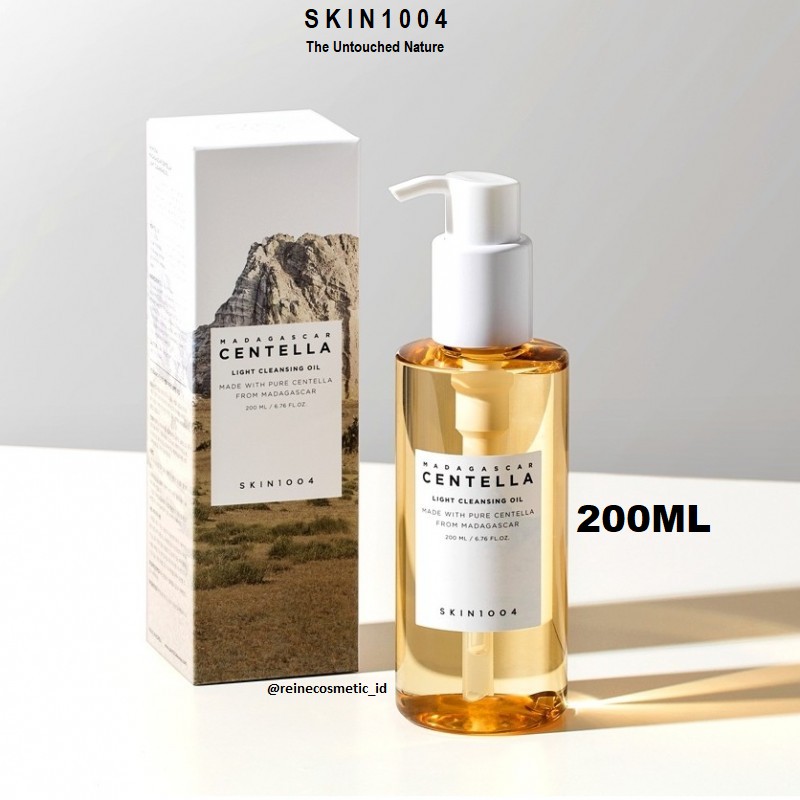 SKIN1004
The Untouched Nature
MADAGASCAR
CENTELLA
LIGHT CLEANSING OIL
MADE WITH PURE CENTELLA
FROM MADAGASCAR
200 ML / 6.76 FL.OZ.
SKIN1004
MADAGASCAR
CENTELLA
LIGHT CLEANSING OIL
MADE WITH PURE CENTELLA
FROM MADAGASCAR
200 ML / 6.76 FL.OZ.
SKIN1004
200ML
@reinecosmetic_id